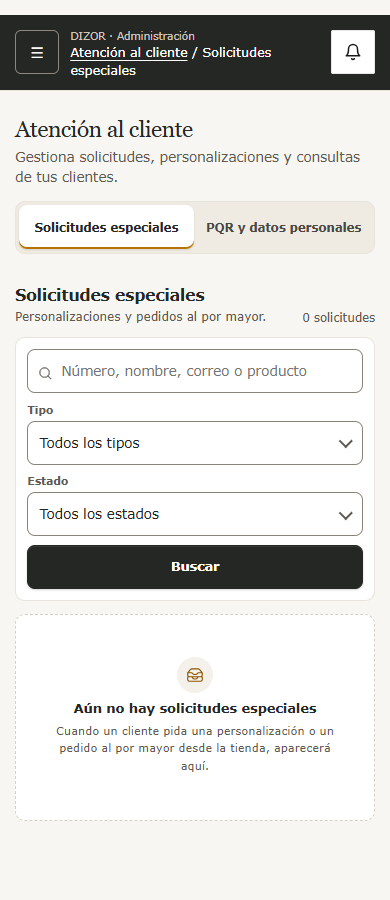 DIZOR · Administración
Atención al cliente / Solicitudes
especiales
Atención al cliente
Gestiona solicitudes, personalizaciones y consultas
de tus clientes.
Solicitudes especiales
PQR y datos personales
Solicitudes especiales
Personalizaciones y pedidos al por mayor.
0 solicitudes
Número, nombre, correo o producto
Tipo
Todos los tipos
Estado
Todos los estados
Buscar
Aún no hay solicitudes especiales
Cuando un cliente pida una personalización o un
pedido al por mayor desde la tienda, aparecerá
aquí.